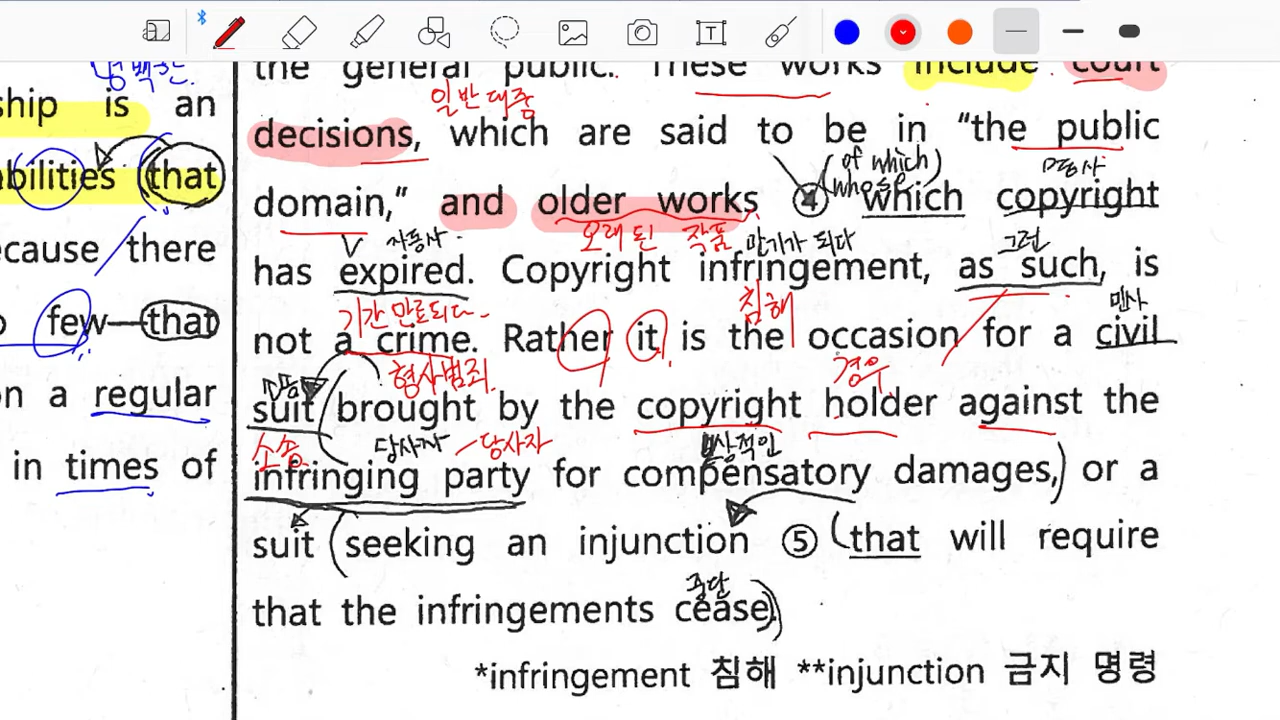 명백한
ship is an
bilities (that
ecause there
few—that
n a regular
in times of
the general public. These works include court
일반대중
decisions, which are said to be in "the public
(of which)
whose
명사
domain," and older works ④ which copyright
자동사
오래된 작품 만기가 되다
그런
has expired. Copyright infringement, as such, is
기간 만료되다.
침해
민사
not a crime. Rather it is the occasion for a civil
형사범죄.
경우
suit brought by the copyright holder against the
소송
당사자
당사자
보상적인
infringing party for compensatory damages,) or a
suit (seeking an injunction ⑤ (that will require
중단
that the infringements cease.)
*infringement 침해 **injunction 금지 명령